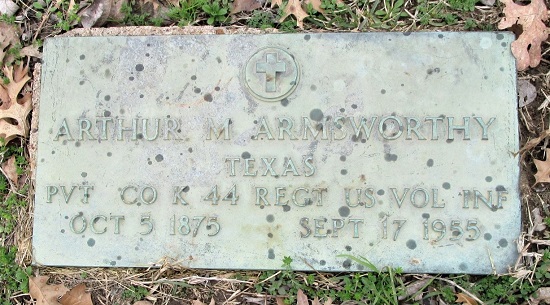 ARTHUR M ARMSWORTHY
TEXAS
PVT CO K 44 REGT US VOL INF
OCT 5 1875 SEPT 17 1955